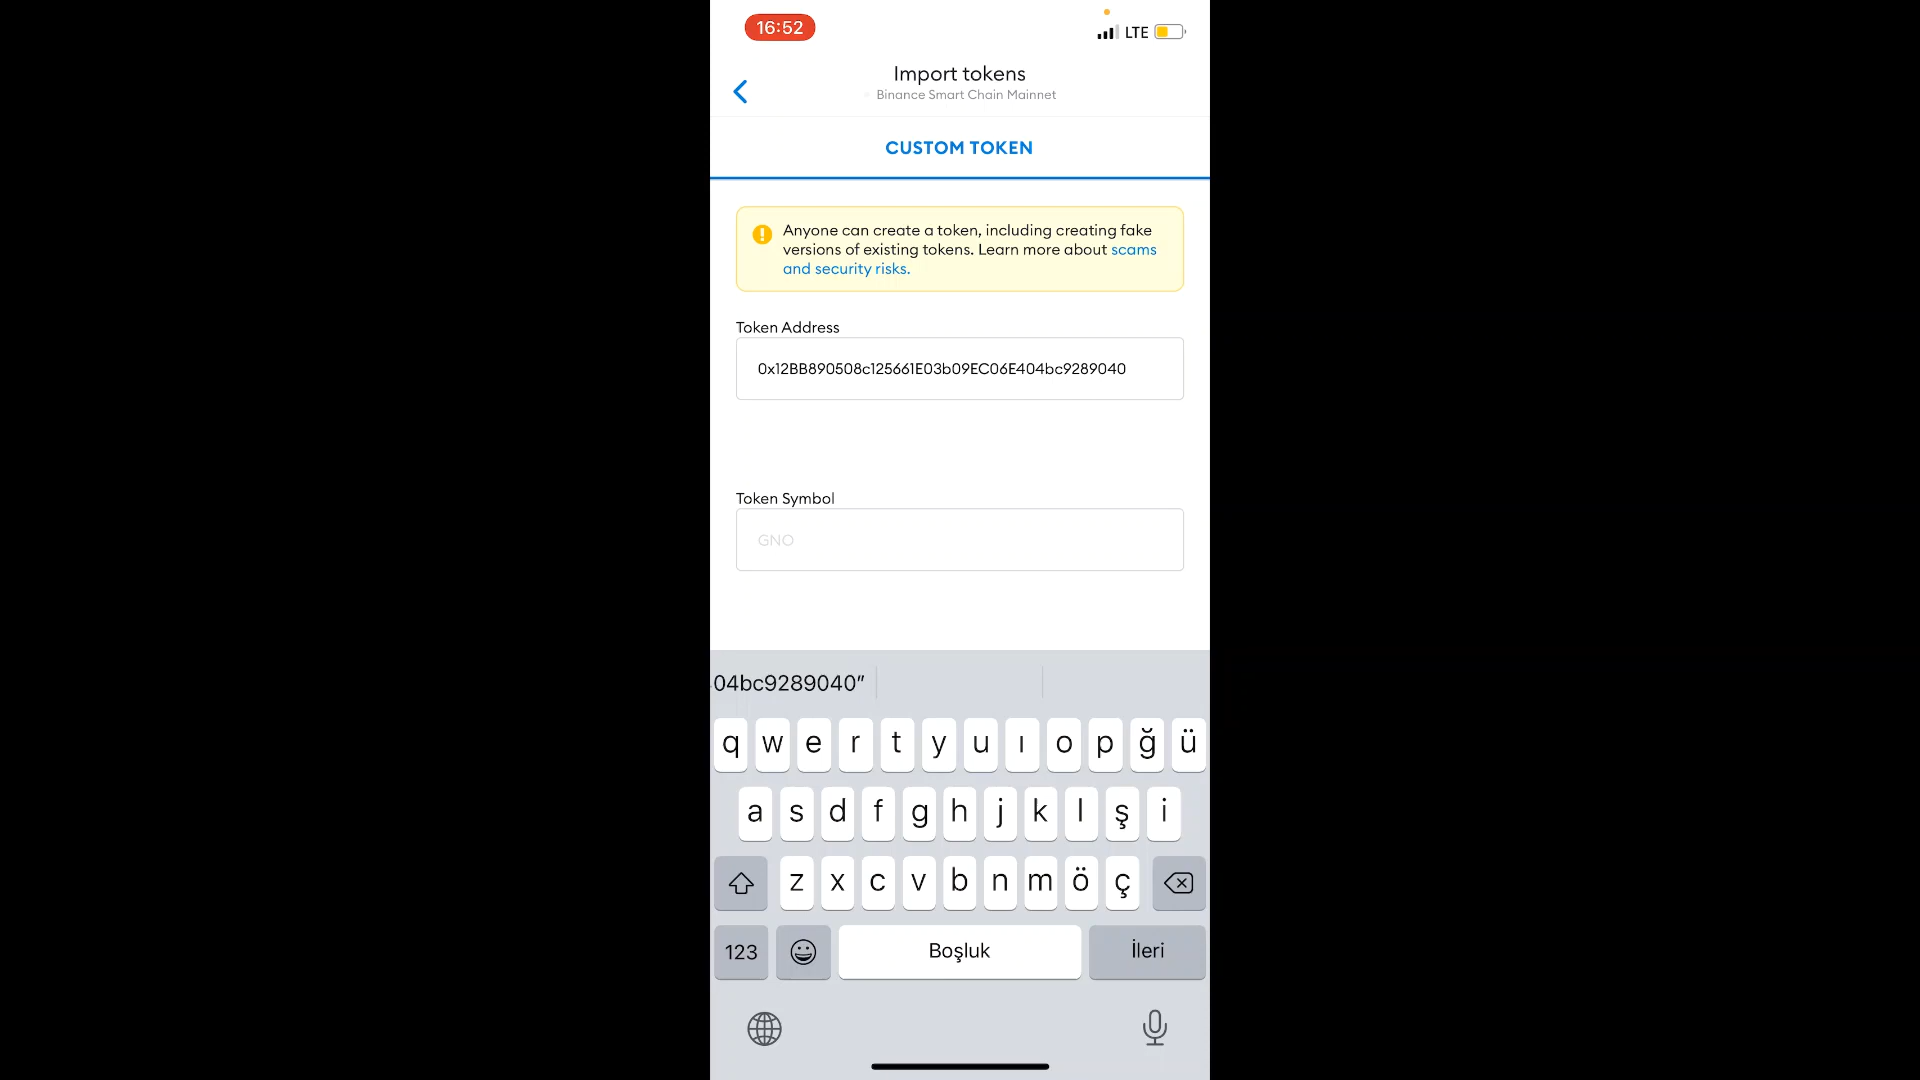 16:52
LTE
Import tokens
Binance Smart Chain Mainnet
CUSTOM TOKEN
Anyone can create a token, including creating fake
versions of existing tokens. Learn more about scams
and security risks.
Token Address
0x12BB890508c125661E03b09EC06E404bc9289040
Token Symbol
GNO
04bc9289040"
q w e r t y u ı o p ğ ü
a s d f g h j k l ş i
z x c v b n m ö ç
123 Boşluk İleri